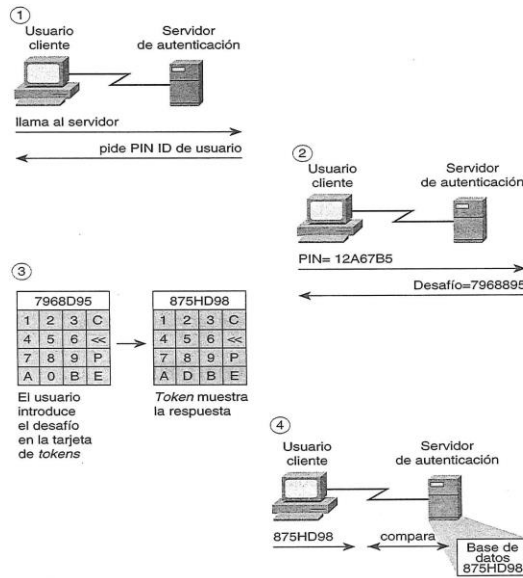 1
Usuario
cliente
Servidor
de autenticación
llama al servidor
pide PIN ID de usuario
2
Usuario
cliente
Servidor
de autenticación
PIN= 12A67B5
Desafío=7968895
3
7968D95
1 2 3 C
4 5 6 <<
7 8 9 P
A 0 B E
El usuario
introduce
el desafío
en la tarjeta
de tokens
875HD98
1 2 3 C
4 5 6 <<
7 8 9 P
A D B E
Token muestra
la respuesta
4
Usuario
cliente
Servidor
de autenticación
875HD98
compara
Base de
datos
875HD98